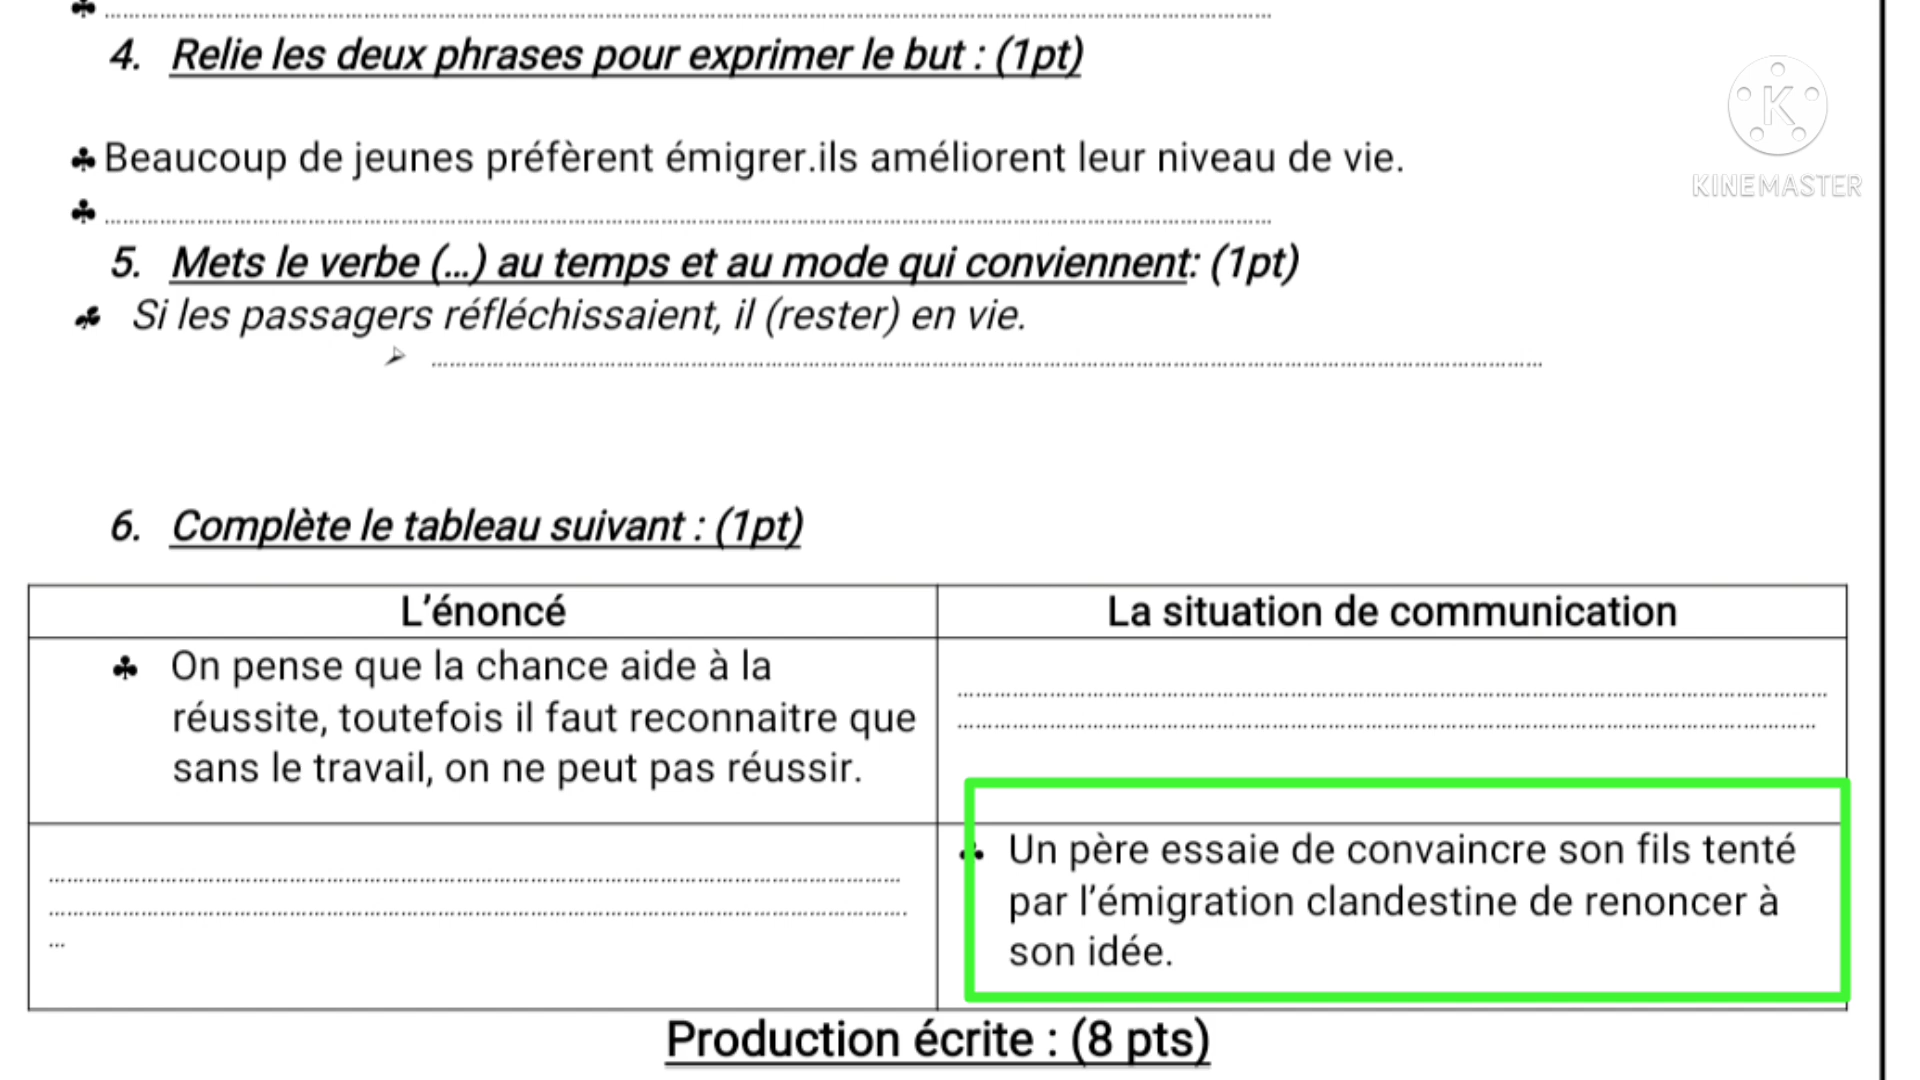 4. Relie les deux phrases pour exprimer le but : (1pt)
KINEMASTER
♣ Beaucoup de jeunes préfèrent émigrer.ils améliorent leur niveau de vie.
5. Mets le verbe (…) au temps et au mode qui conviennent: (1pt)
♣ Si les passagers réfléchissaient, il (rester) en vie.
6. Complète le tableau suivant : (1pt)
L’énoncé
La situation de communication
♣ On pense que la chance aide à la
réussite, toutefois il faut reconnaitre que
sans le travail, on ne peut pas réussir.
♣ Un père essaie de convaincre son fils tenté
par l’émigration clandestine de renoncer à
son idée.
Production écrite : (8 pts)